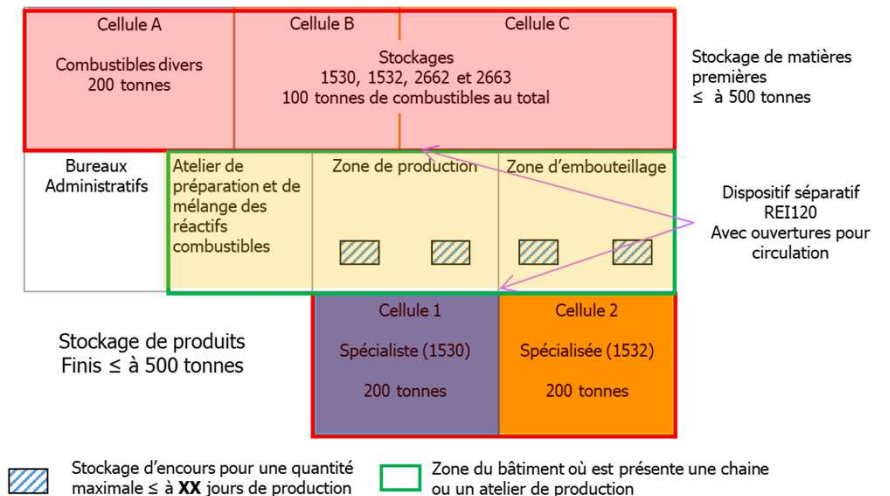 Cellule A
Combustibles divers
200 tonnes
Cellule B
Cellule C
Stockages
1530, 1532, 2662 et 2663
100 tonnes de combustibles au total
Stockage de matières
premières
≤ à 500 tonnes
Bureaux
Administratifs
Atelier de
préparation et de
mélange des
réactifs
combustibles
Zone de production
Zone d'embouteillage
Dispositif séparatif
REI120
Avec ouvertures pour
circulation
Stockage de produits
Finis ≤ à 500 tonnes
Cellule 1
Spécialiste (1530)
200 tonnes
Cellule 2
Spécialisée (1532)
200 tonnes
Stockage d'encours pour une quantité
maximale ≤ à XX jours de production
Zone du bâtiment où est présente une chaine
ou un atelier de production